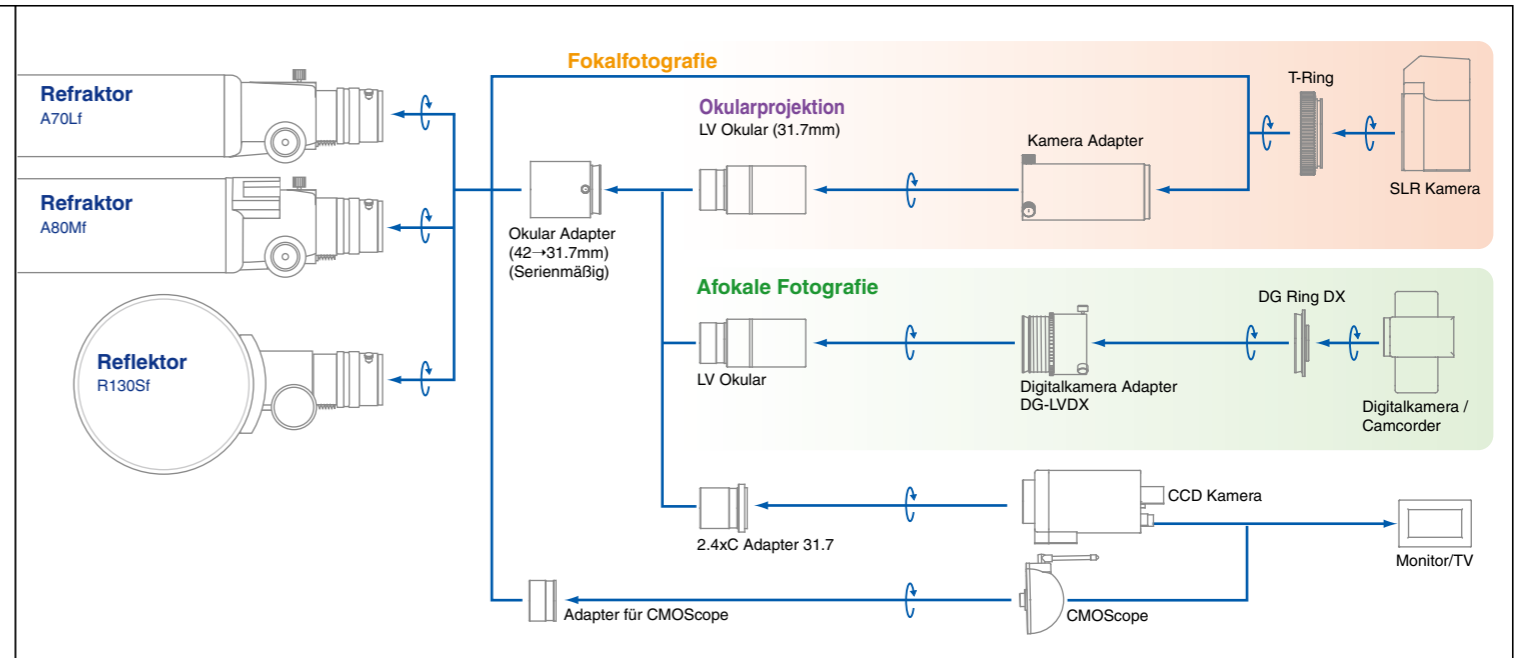 Fokalfotografie
Refraktor
A70Lf
Okularprojektion
LV Okular (31.7mm)
Kamera Adapter
T-Ring
SLR Kamera
Refraktor
A80Mf
Okular Adapter
(42→31.7mm)
(Serienmäßig)
Afokale Fotografie
LV Okular
Digitalkamera Adapter
DG-LVDX
DG Ring DX
Digitalkamera /
Camcorder
Reflektor
R130Sf
2.4xC Adapter 31.7
CCD Kamera
Monitor/TV
Adapter für CMOScope
CMOScope